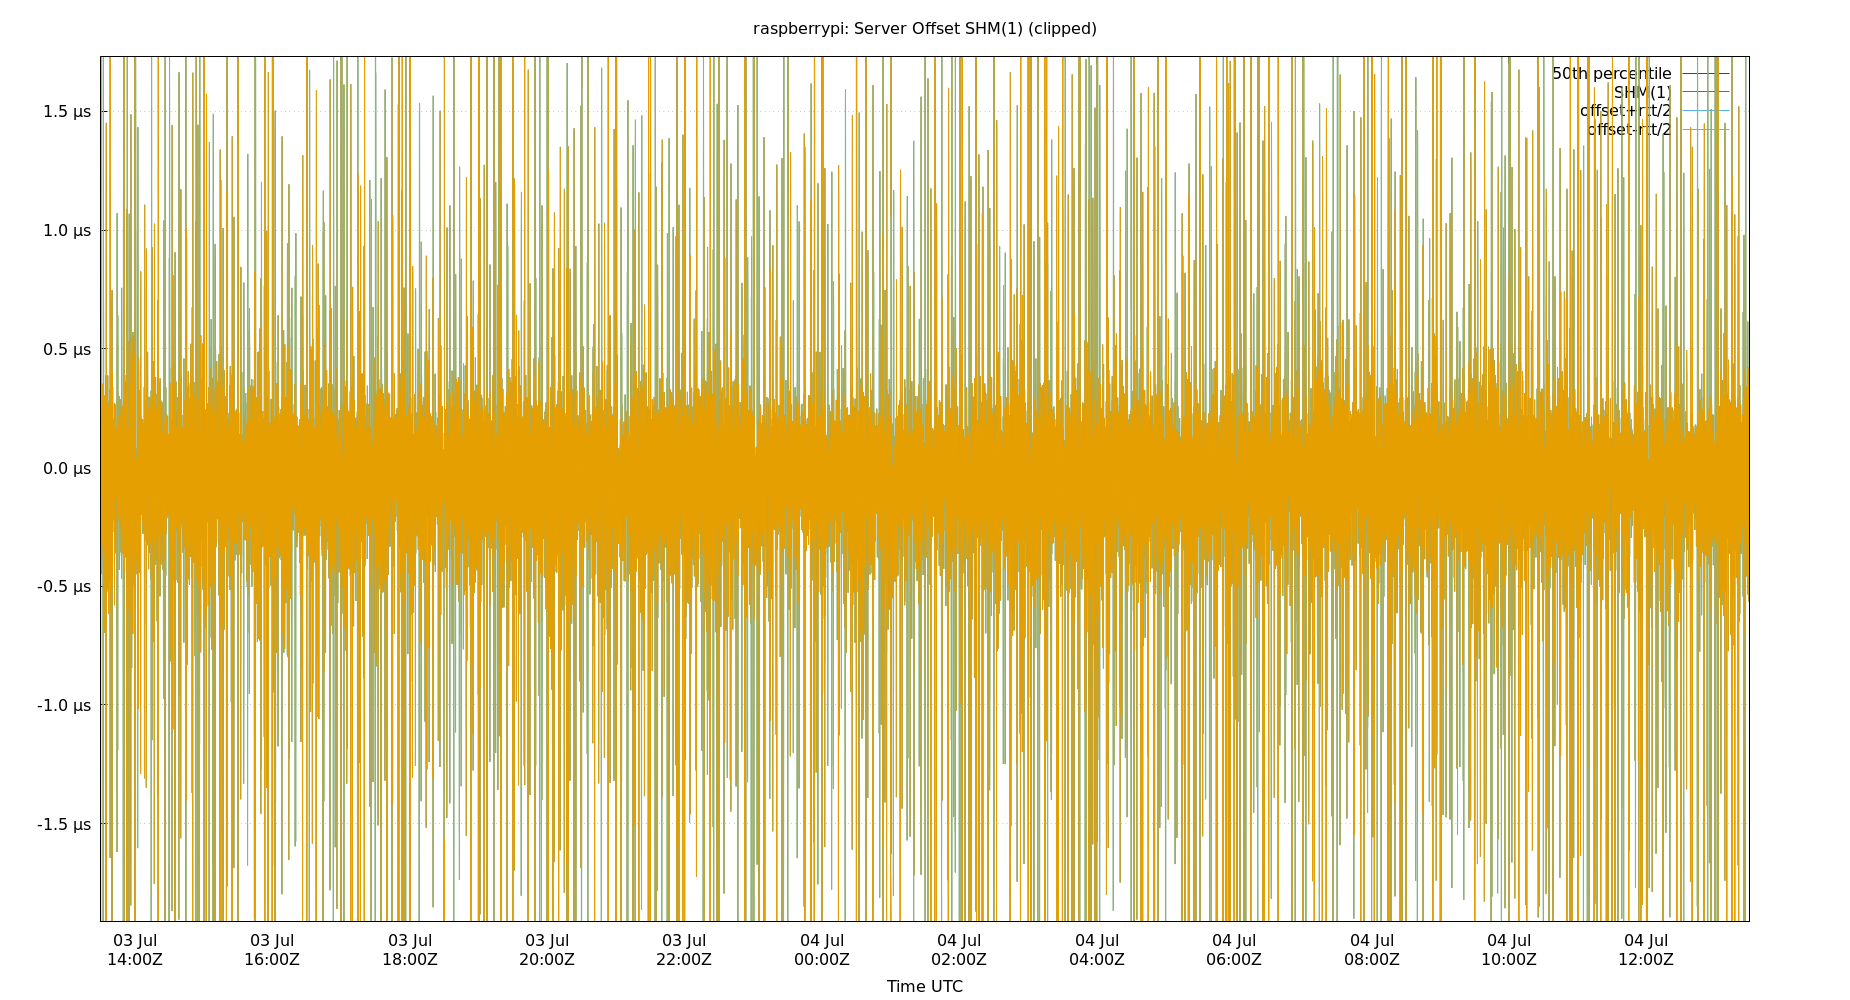 raspberrypi: Server Offset SHM(1) (clipped)
50th percentile
SHM(1)
offset+rtt/2
offset-rtt/2
1.5 µs
1.0 µs
0.5 µs
0.0 µs
-0.5 µs
-1.0 µs
-1.5 µs
03 Jul 03 Jul 03 Jul 03 Jul 03 Jul 04 Jul 04 Jul 04 Jul 04 Jul 04 Jul 04 Jul 04 Jul
14:00Z 16:00Z 18:00Z 20:00Z 22:00Z 00:00Z 02:00Z 04:00Z 06:00Z 08:00Z 10:00Z 12:00Z
Time UTC